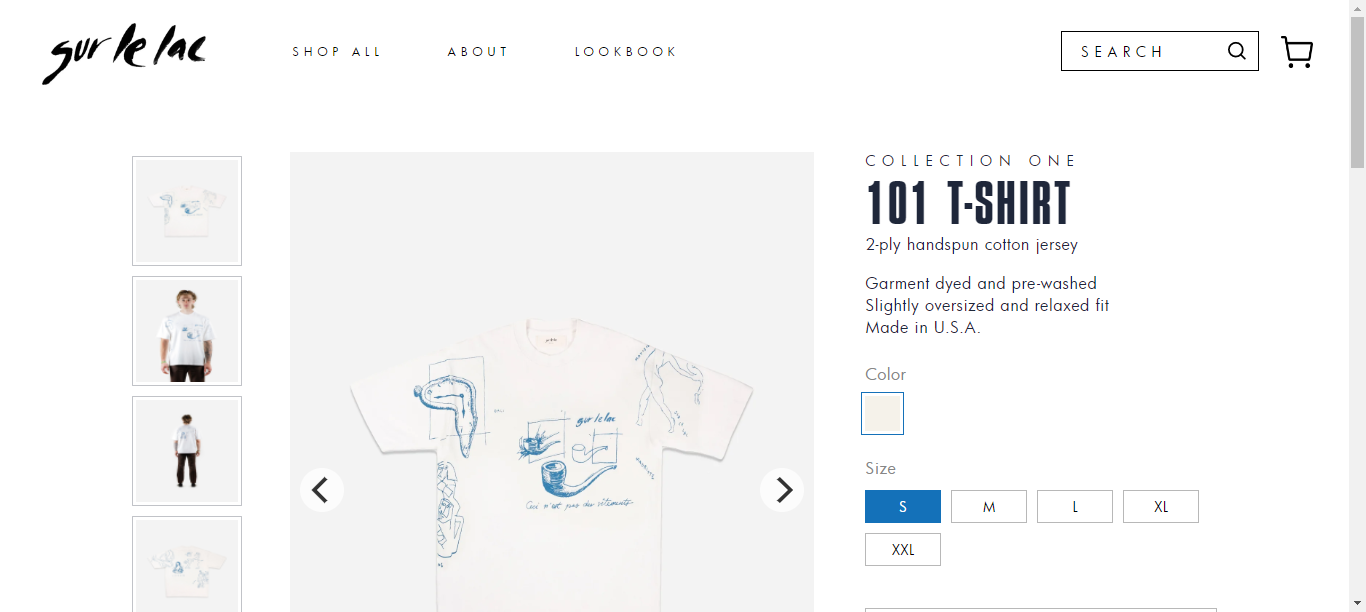 sur le lac
SHOP ALL
ABOUT
LOOKBOOK
SEARCH
COLLECTION ONE
101 T-SHIRT
2-ply handspun cotton jersey
Garment dyed and pre-washed
Slightly oversized and relaxed fit
Made in U.S.A.
Color
Size
S
M
L
XL
XXL
sur le lac
Ceci n'est pas des vêtements